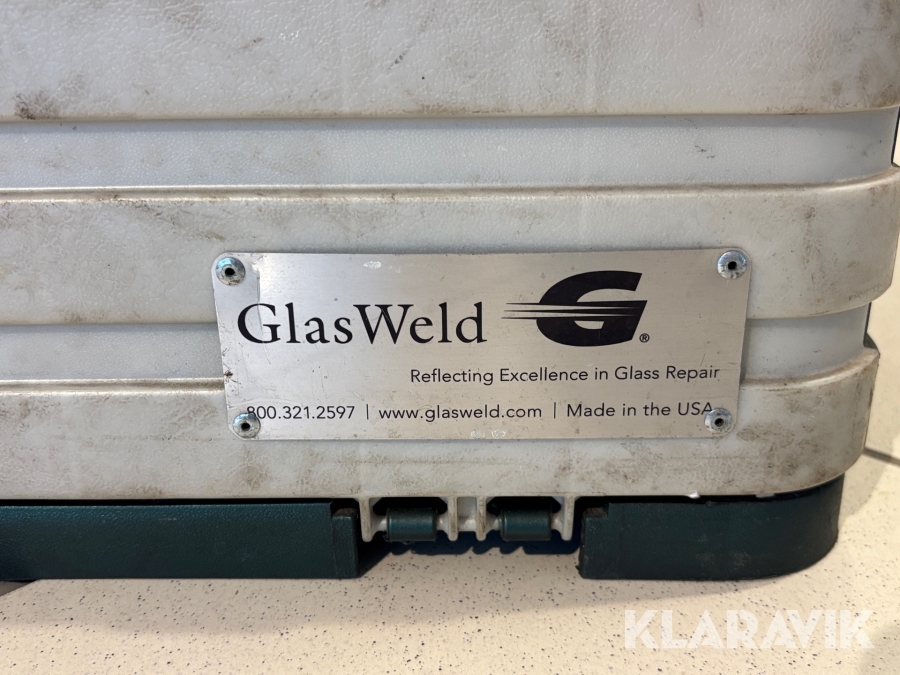 GlasWeld G®
Reflecting Excellence in Glass Repair
800.321.2597 | www.glasweld.com | Made in the USA
KLARAVIK